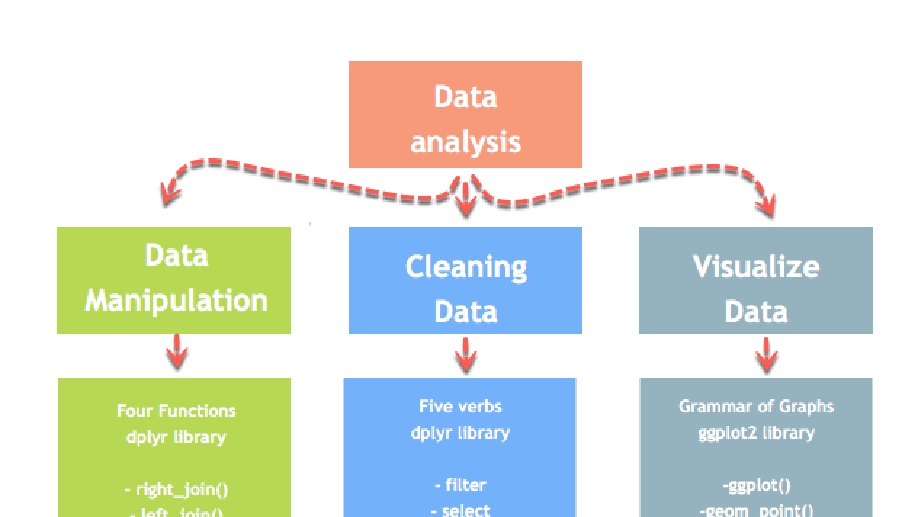 Data
analysis
Data
Manipulation
Cleaning
Data
Visualize
Data
Four Functions
dplyr library
- right_join()
- left_join()
Five verbs
dplyr library
- filter
- select
Grammar of Graphs
ggplot2 library
-ggplot()
-geom_point()